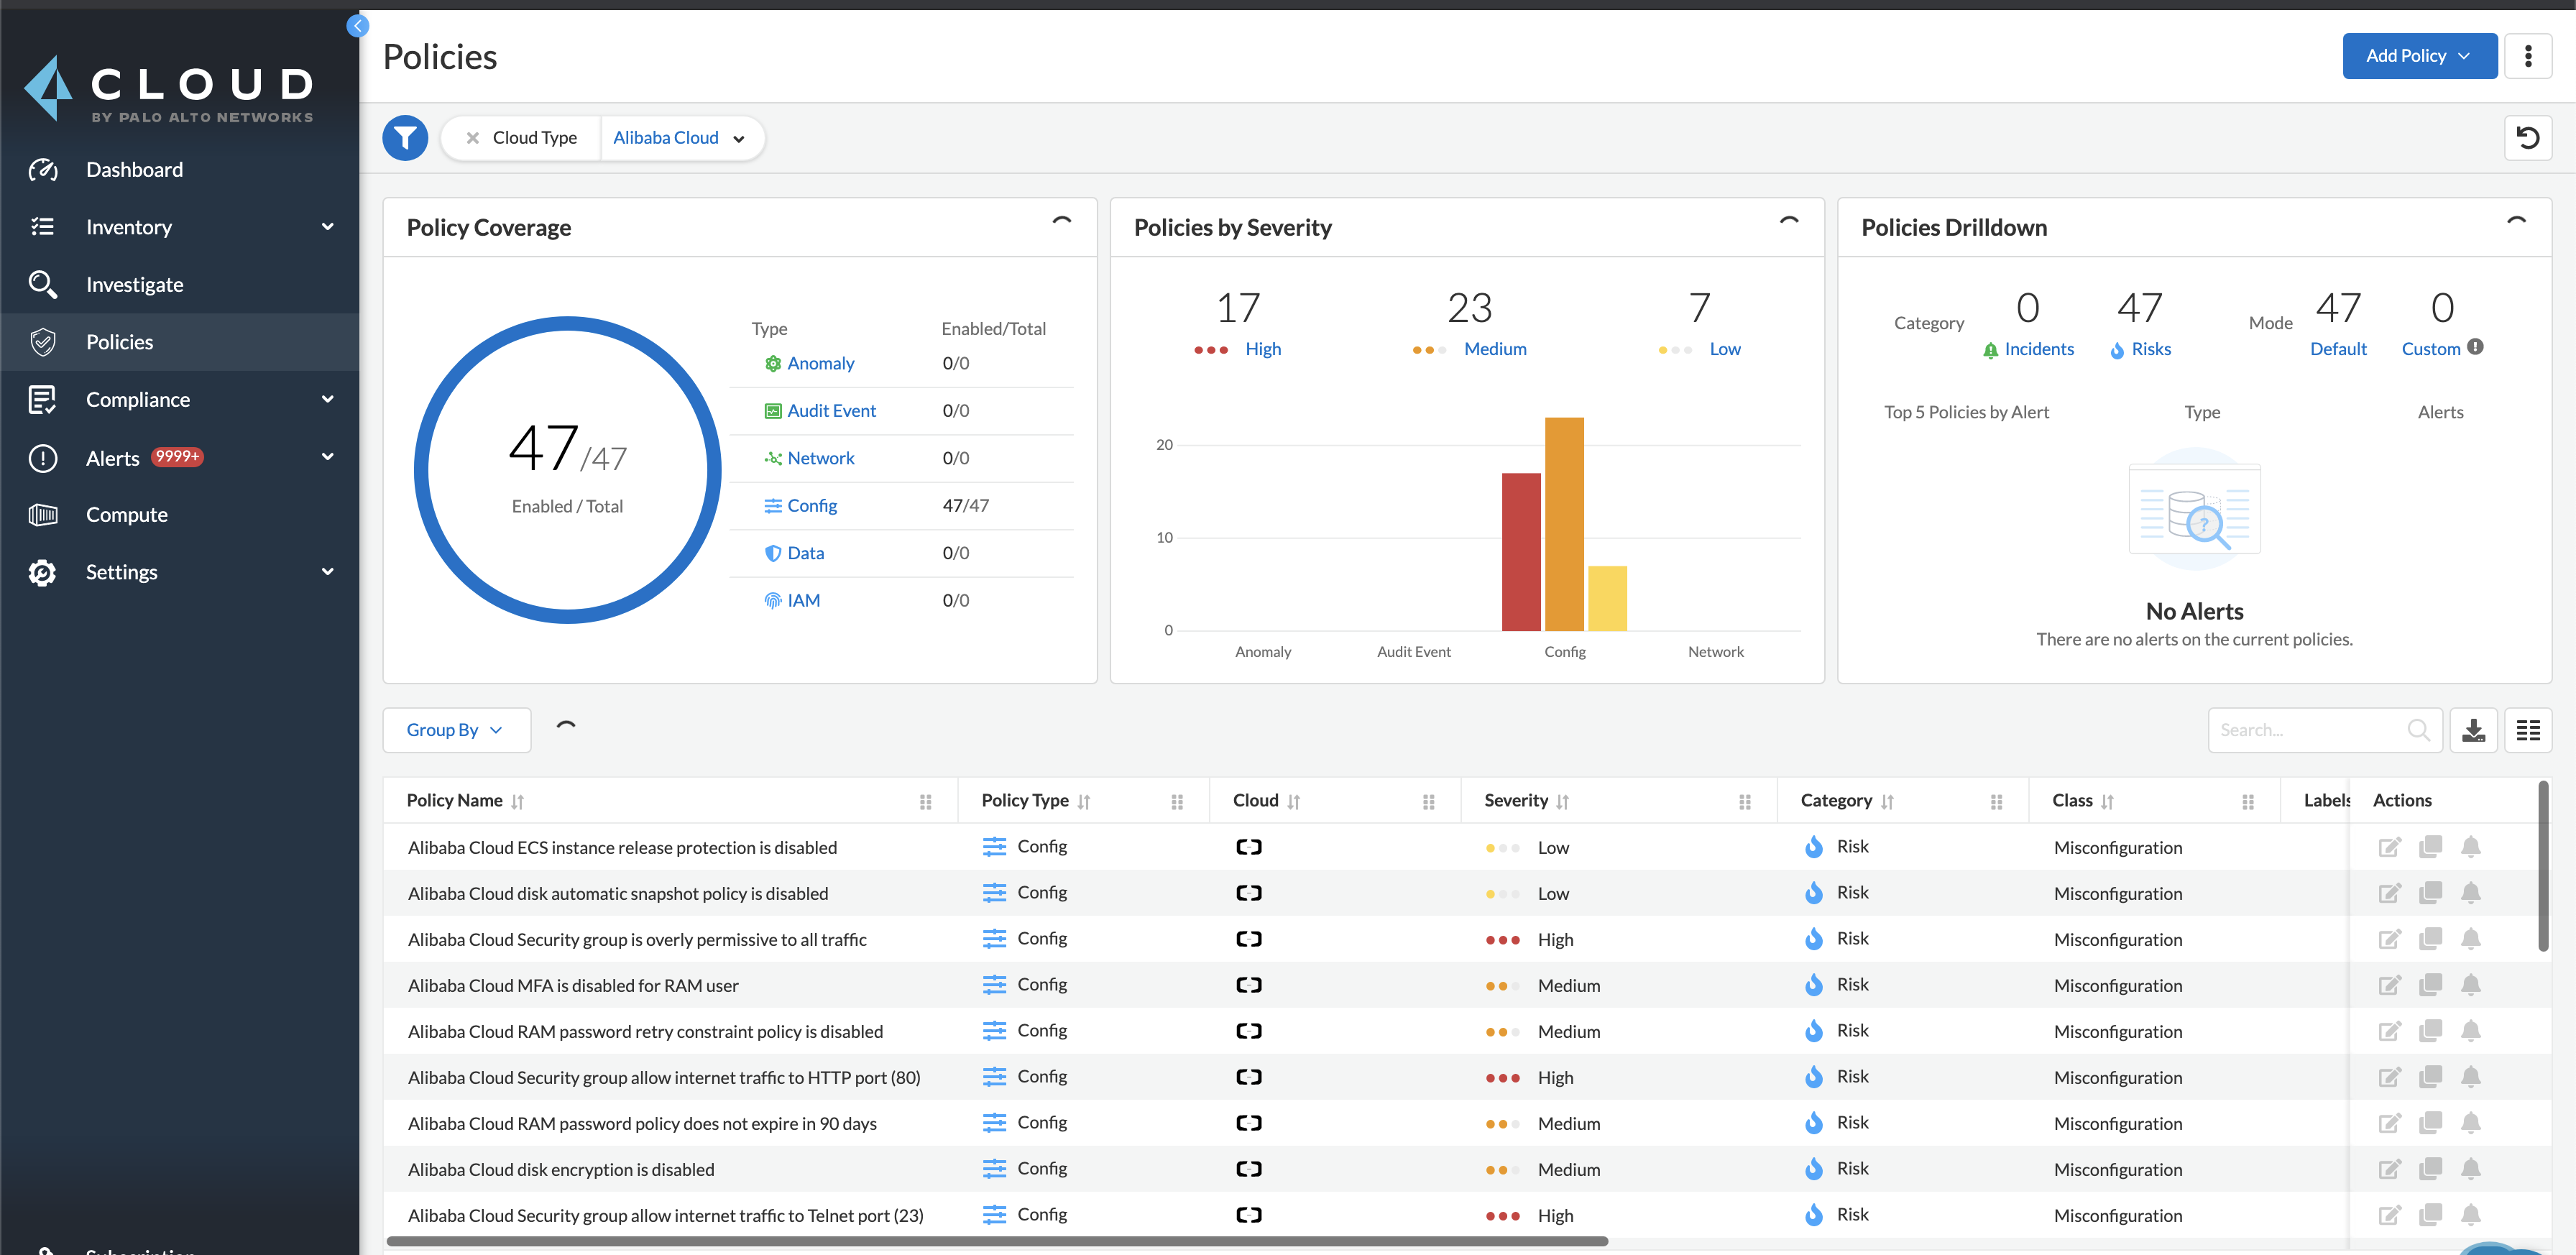 CLOUD
BY PALO ALTO NETWORKS
Dashboard
Inventory
Investigate
Policies
Compliance
Alerts 9999+
Compute
Settings
Subscription
Policies
Add Policy
Cloud Type Alibaba Cloud
Policy Coverage
47/47
Enabled / Total
Type Enabled/Total
Anomaly 0/0
Audit Event 0/0
Network 0/0
Config 47/47
Data 0/0
IAM 0/0
Policies by Severity
17 23 7
High Medium Low
20
10
0
Anomaly Audit Event Config Network
Policies Drilldown
Category 0 47 Mode 47 0
Incidents Risks Default Custom
Top 5 Policies by Alert Type Alerts
?
No Alerts
There are no alerts on the current policies.
Group By
Search...
Policy Name Policy Type Cloud Severity Category Class Labels Actions
Alibaba Cloud ECS instance release protection is disabled Config Low Risk Misconfiguration
Alibaba Cloud disk automatic snapshot policy is disabled Config Low Risk Misconfiguration
Alibaba Cloud Security group is overly permissive to all traffic Config High Risk Misconfiguration
Alibaba Cloud MFA is disabled for RAM user Config Medium Risk Misconfiguration
Alibaba Cloud RAM password retry constraint policy is disabled Config Medium Risk Misconfiguration
Alibaba Cloud Security group allow internet traffic to HTTP port (80) Config High Risk Misconfiguration
Alibaba Cloud RAM password policy does not expire in 90 days Config Medium Risk Misconfiguration
Alibaba Cloud disk encryption is disabled Config Medium Risk Misconfiguration
Alibaba Cloud Security group allow internet traffic to Telnet port (23) Config High Risk Misconfiguration